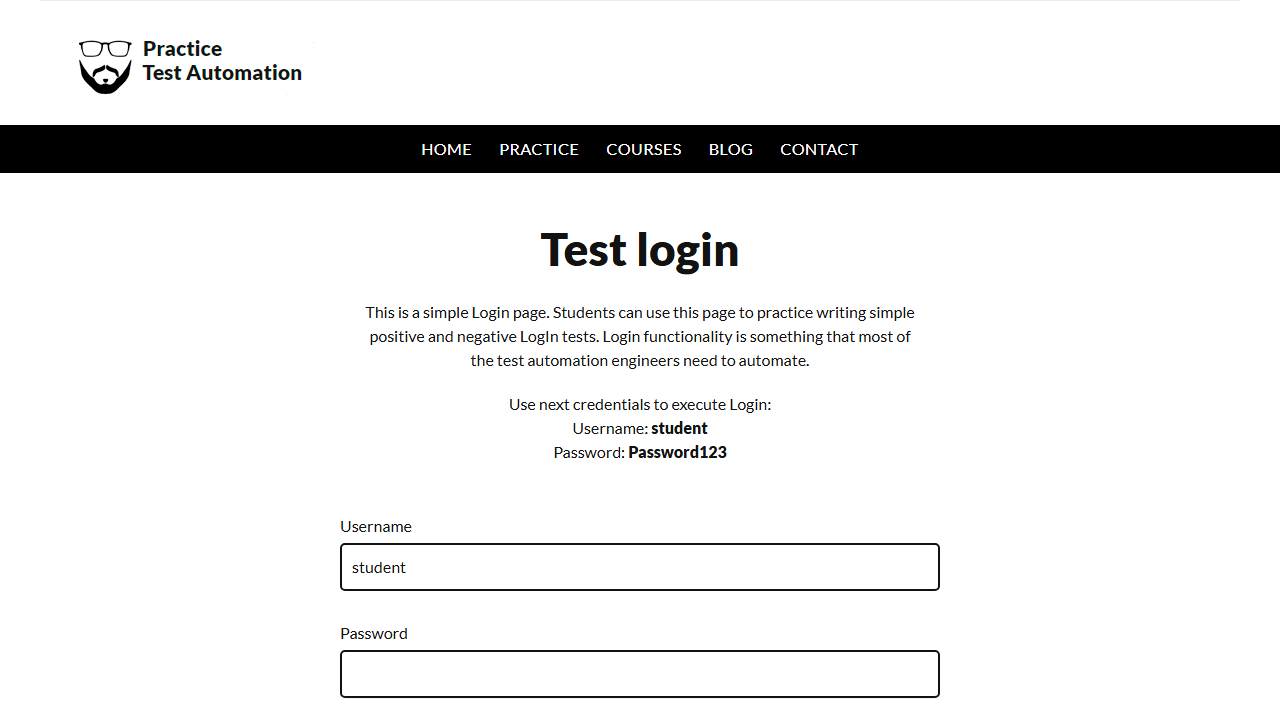 Practice
Test Automation
HOME PRACTICE COURSES BLOG CONTACT
Test login
This is a simple Login page. Students can use this page to practice writing simple
positive and negative LogIn tests. Login functionality is something that most of
the test automation engineers need to automate.
Use next credentials to execute Login:
Username: student
Password: Password123
Username
student
Password